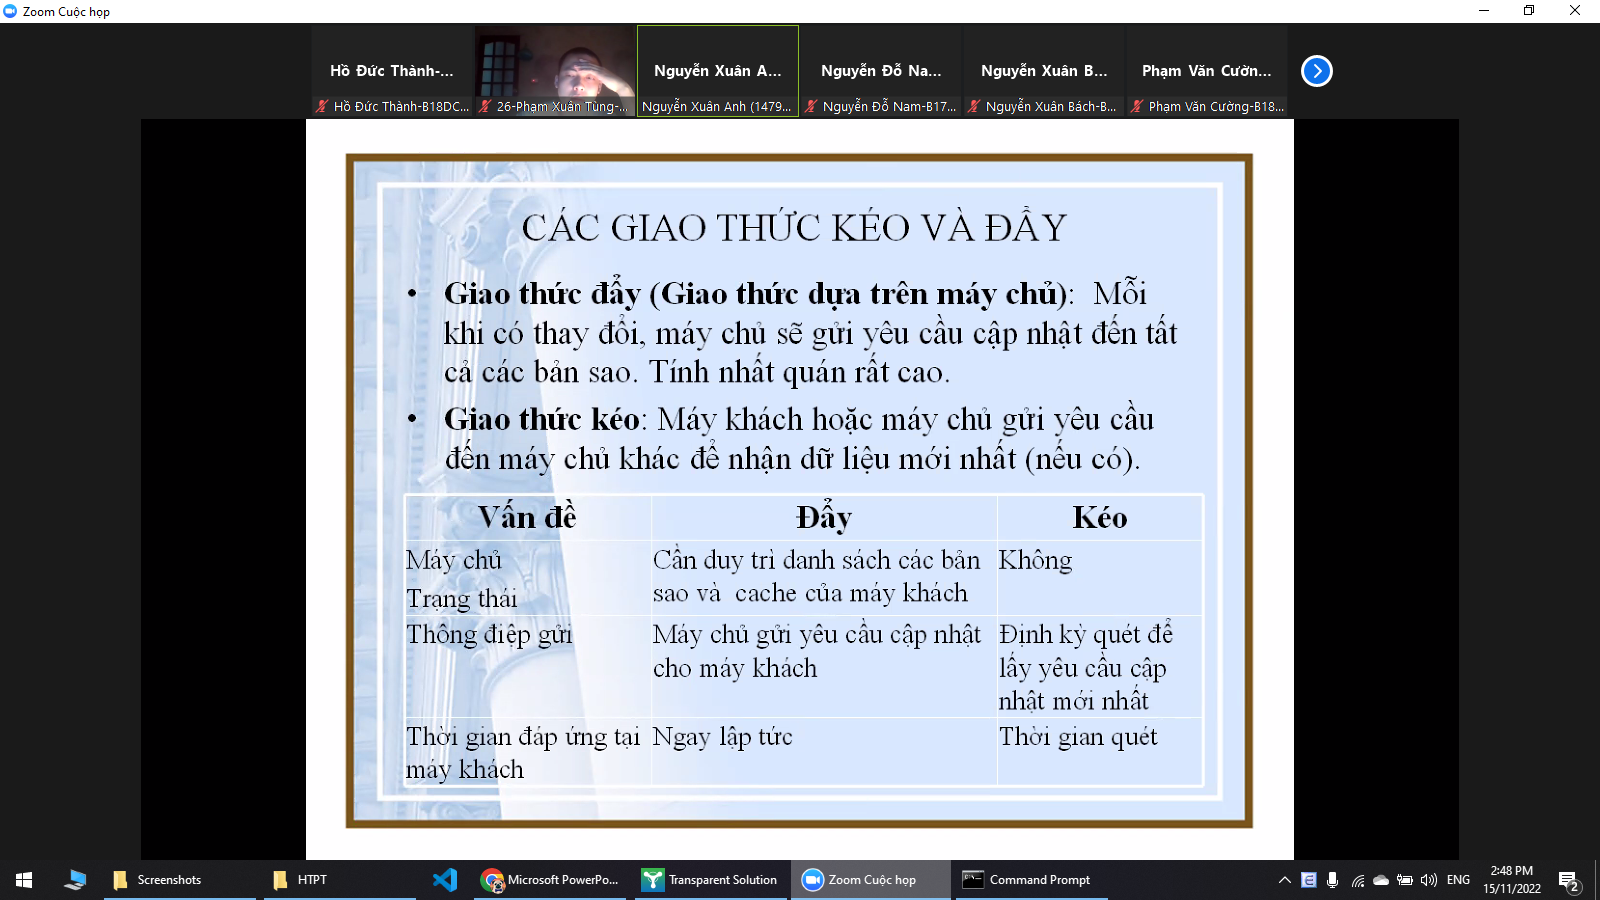 Zoom Cuộc họp
Hồ Đức Thành-...
Nguyễn Xuân A...
Nguyễn Đỗ Na...
Nguyễn Xuân B...
Phạm Văn Cườn...
Hồ Đức Thành-B18DC...
26-Phạm Xuân Tùng-...
Nguyễn Xuân Anh (1479...
Nguyễn Đỗ Nam-B17...
Nguyễn Xuân Bách-B...
Phạm Văn Cường-B18...
CÁC GIAO THỨC KÉO VÀ ĐẨY
• Giao thức đẩy (Giao thức dựa trên máy chủ): Mỗi
khi có thay đổi, máy chủ sẽ gửi yêu cầu cập nhật đến tất
cả các bản sao. Tính nhất quán rất cao.
• Giao thức kéo: Máy khách hoặc máy chủ gửi yêu cầu
đến máy chủ khác để nhận dữ liệu mới nhất (nếu có).
Vấn đề Đẩy Kéo
Máy chủ
Trạng thái
Cần duy trì danh sách các bản
sao và cache của máy khách
Không
Thông điệp gửi
Máy chủ gửi yêu cầu cập nhật
cho máy khách
Định kỳ quét để
lấy yêu cầu cập
nhật mới nhất
Thời gian đáp ứng tại
máy khách
Ngay lập tức
Thời gian quét
Screenshots
HTPT
Microsoft PowerPo...
Transparent Solution
Zoom Cuộc họp
Command Prompt
ENG
2:48 PM
15/11/2022
2